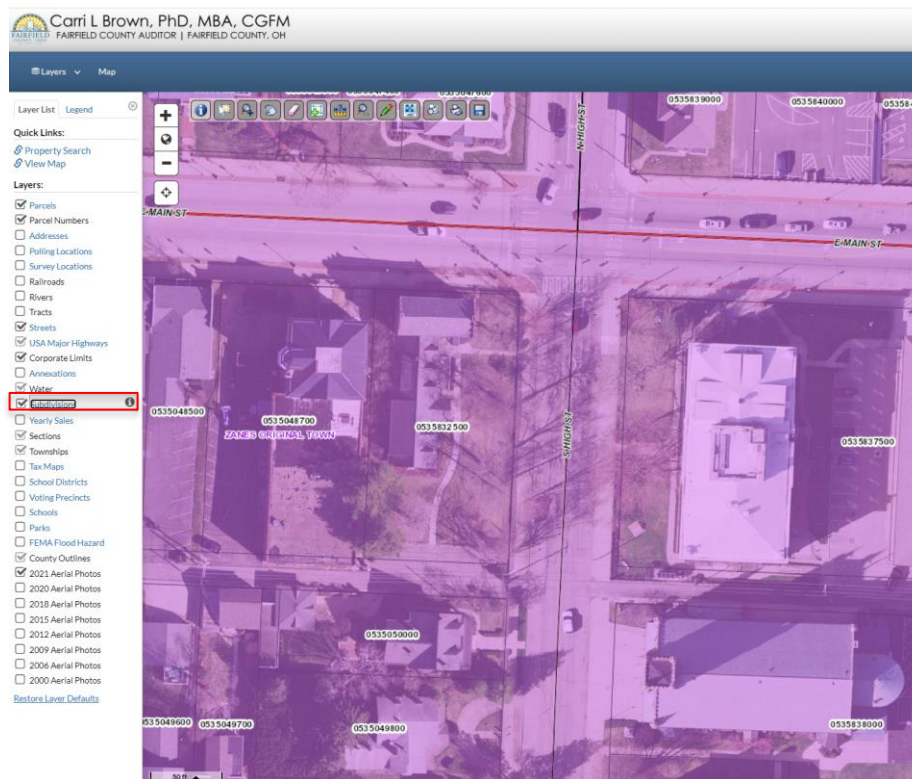 Carri L Brown, PhD, MBA, CGFM
FAIRFIELD COUNTY AUDITOR | FAIRFIELD COUNTY, OH
FAIRFIELD
Layers
Map
Layer List
Legend
Quick Links:
Property Search
View Map
Layers:
Parcels
Parcel Numbers
Addresses
Polling Locations
Survey Locations
Railroads
Rivers
Tracts
Streets
USA Major Highways
Corporate Limits
Annexations
Water
Subdivisions
Yearly Sales
Sections
Townships
Tax Maps
School Districts
Voting Precincts
Schools
Parks
FEMA Flood Hazard
County Outlines
2021 Aerial Photos
2020 Aerial Photos
2018 Aerial Photos
2015 Aerial Photos
2012 Aerial Photos
2009 Aerial Photos
2006 Aerial Photos
2000 Aerial Photos
Restore Layer Defaults
0535839000
0535840000
N HIGH ST
E MAIN ST
E MAIN ST
0535048500
0535048700
ZANES ORIGINAL TOWN
0535832500
S HIGH ST
0535837500
0535050000
0535049600
0535049700
0535049800
0535838000
50 ft